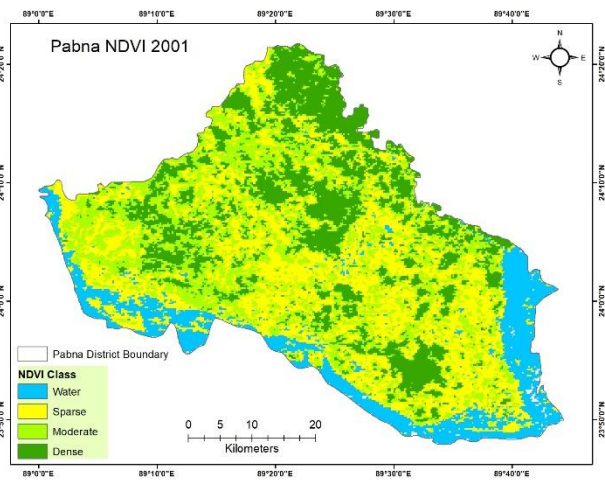 89°0'0"E 89°10'0"E 89°20'0"E 89°30'0"E 89°40'0"E
Pabna NDVI 2001
N
W E
S
24°20'0"N 24°20'0"N
24°10'0"N 24°10'0"N
24°0'0"N 24°0'0"N
23°50'0"N 23°50'0"N
Pabna District Boundary
NDVI Class
Water
Sparse
Moderate
Dense
0 5 10 20
Kilometers
89°0'0"E 89°10'0"E 89°20'0"E 89°30'0"E 89°40'0"E